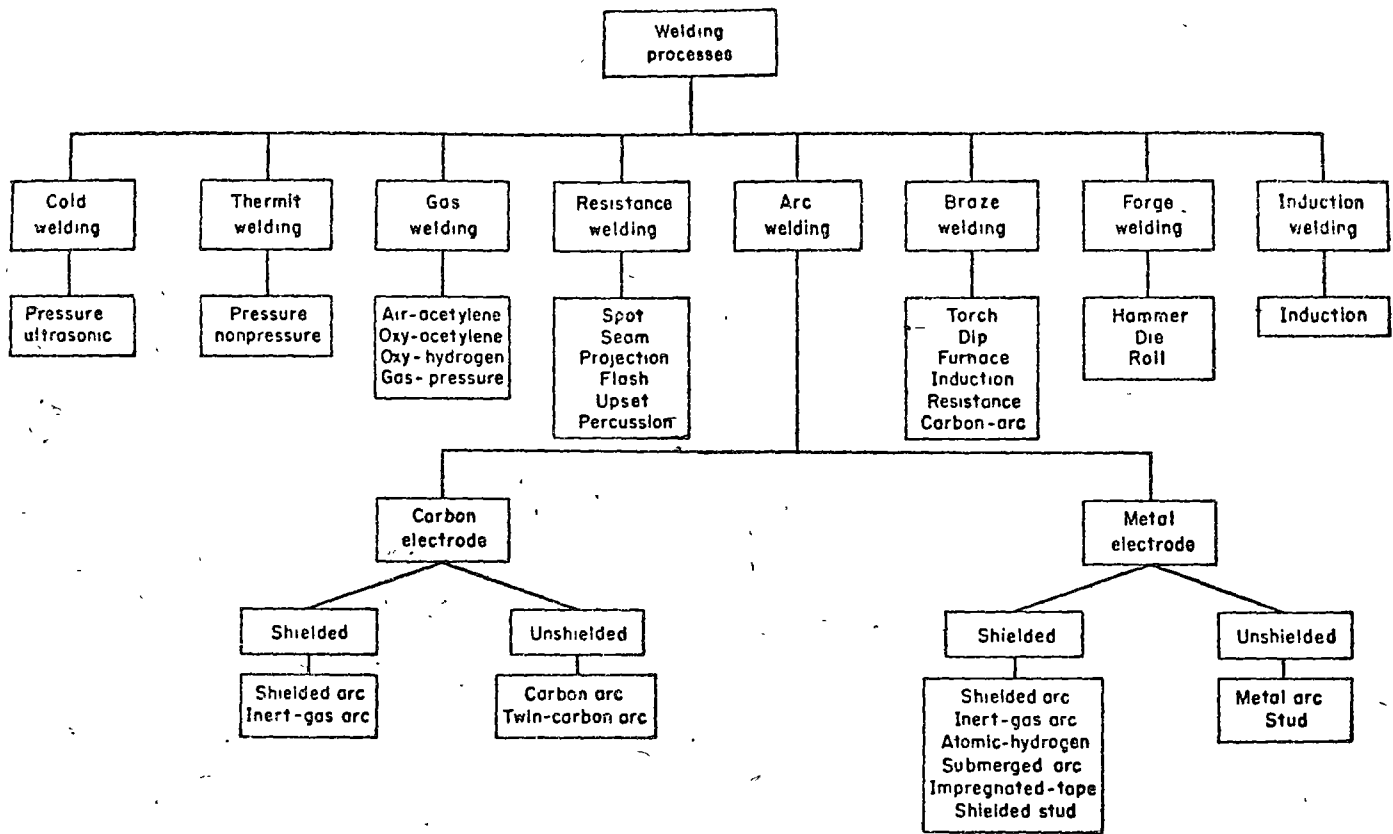 Welding
processes
Cold
welding
Thermit
welding
Gas
welding
Resistance
welding
Arc
welding
Braze
welding
Forge
welding
Induction
welding
Pressure
ultrasonic
Pressure
nonpressure
Air-acetylene
Oxy-acetylene
Oxy-hydrogen
Gas-pressure
Spot
Seam
Projection
Flash
Upset
Percussion
Torch
Dip
Furnace
Induction
Resistance
Carbon-arc
Hammer
Die
Roll
Induction
Carbon
electrode
Metal
electrode
Shielded
Unshielded
Shielded
Unshielded
Shielded arc
Inert-gas arc
Carbon arc
Twin-carbon arc
Shielded arc
Inert-gas arc
Atomic-hydrogen
Submerged arc
Impregnated-tape
Shielded stud
Metal arc
Stud